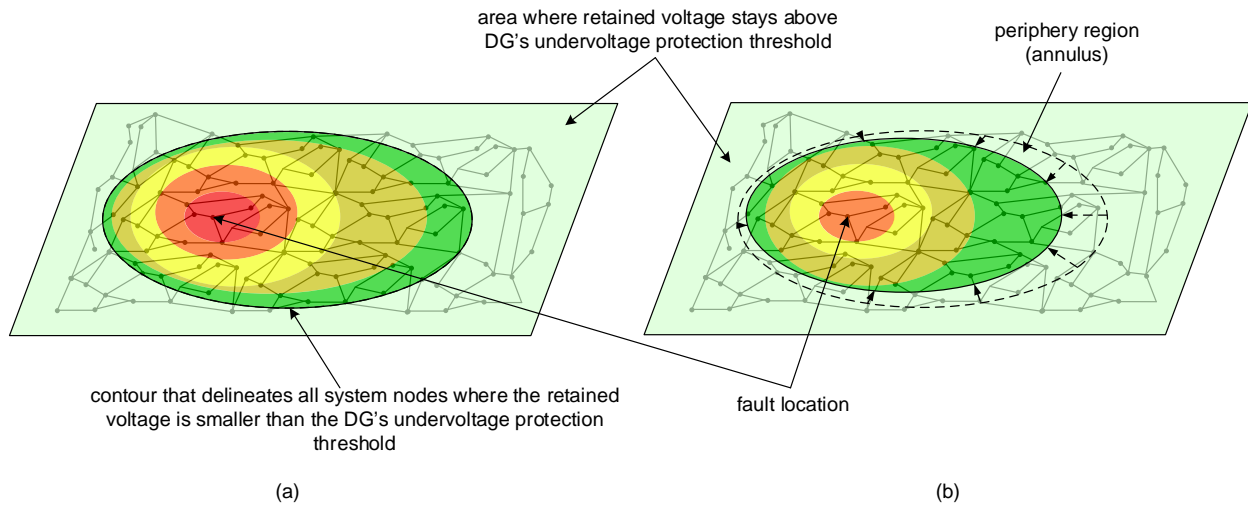 area where retained voltage stays above
DG's undervoltage protection threshold
periphery region
(annulus)
contour that delineates all system nodes where the retained
voltage is smaller than the DG's undervoltage protection
threshold
fault location
(a)
(b)